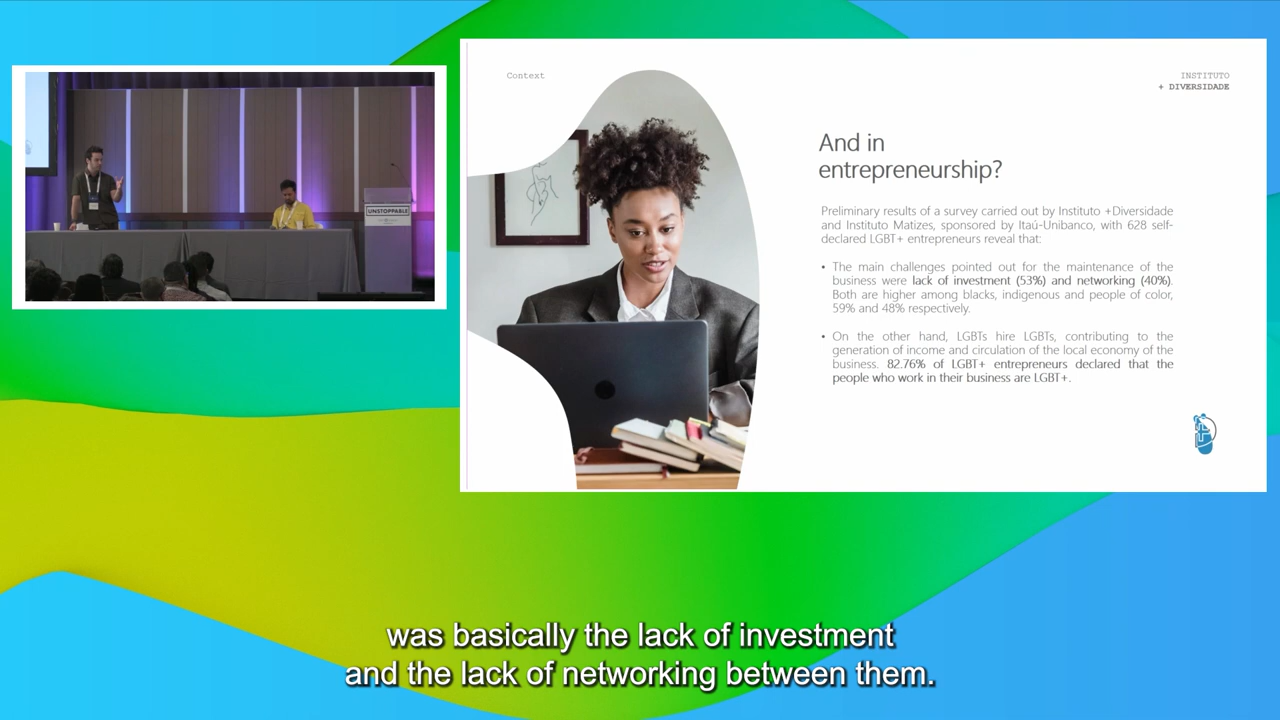 Context
INSTITUTO
+ DIVERSIDADE
And in
entrepreneurship?
Preliminary results of a survey carried out by Instituto +Diversidade
and Instituto Matizes, sponsored by Itaú-Unibanco, with 628 self-
declared LGBT+ entrepreneurs reveal that:
• The main challenges pointed out for the maintenance of the
business were lack of investment (53%) and networking (40%).
Both are higher among blacks, indigenous and people of color,
59% and 48% respectively.
• On the other hand, LGBTs hire LGBTs, contributing to the
generation of income and circulation of the local economy of the
business. 82.76% of LGBT+ entrepreneurs declared that the
people who work in their business are LGBT+.
UNSTOPPABLE
was basically the lack of investment
and the lack of networking between them.